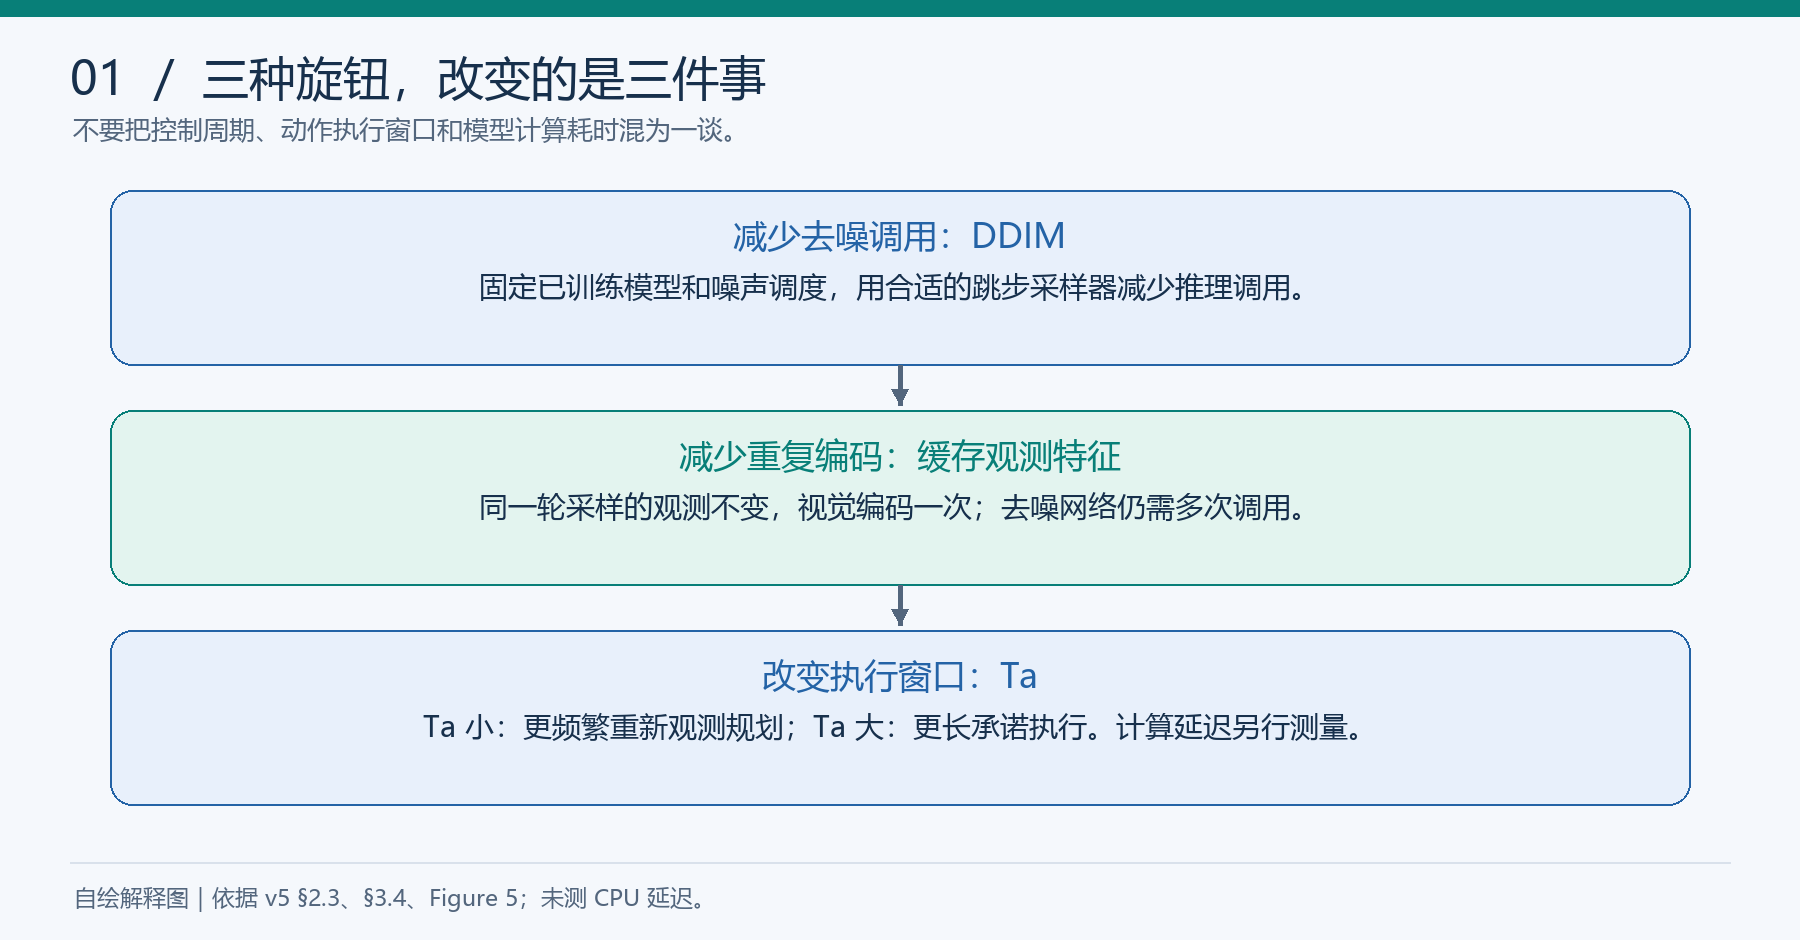 01 / 三种旋钮，改变的是三件事
不要把控制周期、动作执行窗口和模型计算耗时混为一谈。
减少去噪调用：DDIM
固定已训练模型和噪声调度，用合适的跳步采样器减少推理调用。
减少重复编码：缓存观测特征
同一轮采样的观测不变，视觉编码一次；去噪网络仍需多次调用。
改变执行窗口：Ta
Ta 小：更频繁重新观测规划；Ta 大：更长承诺执行。计算延迟另行测量。
自绘解释图 | 依据 v5 §2.3、§3.4、Figure 5；未测 CPU 延迟。